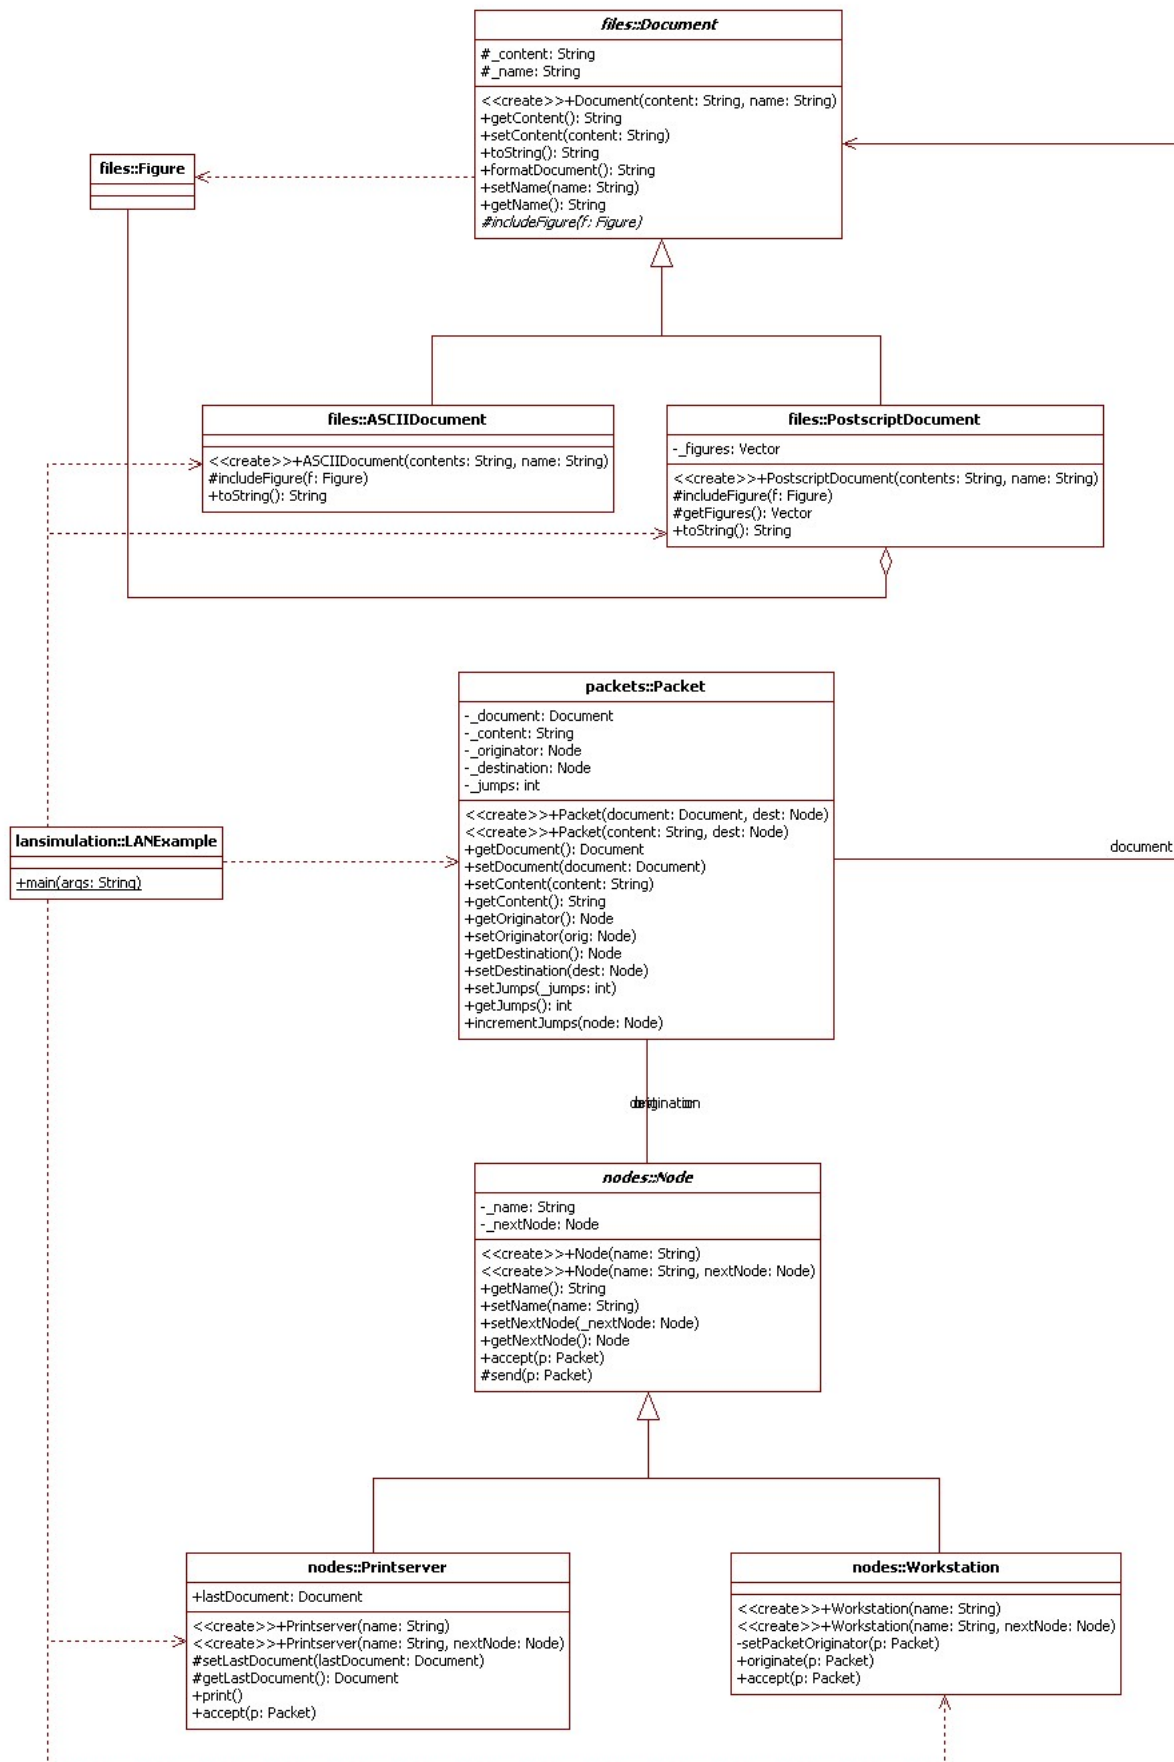 files::Document
#_content: String
#_name: String
<<create>>+Document(content: String, name: String)
+getContent(): String
+setContent(content: String)
+toString(): String
+formatDocument(): String
+setName(name: String)
+getName(): String
#includeFigure(f: Figure)
files::Figure
files::ASCIIDocument
<<create>>+ASCIIDocument(contents: String, name: String)
#includeFigure(f: Figure)
+toString(): String
files::PostscriptDocument
-_figures: Vector
<<create>>+PostscriptDocument(contents: String, name: String)
#includeFigure(f: Figure)
#getFigures(): Vector
+toString(): String
packets::Packet
-_document: Document
-_content: String
-_originator: Node
-_destination: Node
-_jumps: int
<<create>>+Packet(document: Document, dest: Node)
<<create>>+Packet(content: String, dest: Node)
+getDocument(): Document
+setDocument(document: Document)
+setContent(content: String)
+getContent(): String
+getOriginator(): Node
+setOriginator(orig: Node)
+getDestination(): Node
+setDestination(dest: Node)
+setJumps(_jumps: int)
+getJumps(): int
+incrementJumps(node: Node)
lansimulation::LANExample
+main(args: String)
document
nodes::Node
-_name: String
-_nextNode: Node
<<create>>+Node(name: String)
<<create>>+Node(name: String, nextNode: Node)
+getName(): String
+setName(name: String)
+setNextNode(_nextNode: Node)
+getNextNode(): Node
+accept(p: Packet)
#send(p: Packet)
nodes::Printserver
+lastDocument: Document
<<create>>+Printserver(name: String)
<<create>>+Printserver(name: String, nextNode: Node)
#setLastDocument(lastDocument: Document)
#getLastDocument(): Document
+print()
+accept(p: Packet)
nodes::Workstation
<<create>>+Workstation(name: String)
<<create>>+Workstation(name: String, nextNode: Node)
-setPacketOriginator(p: Packet)
+originate(p: Packet)
+accept(p: Packet)